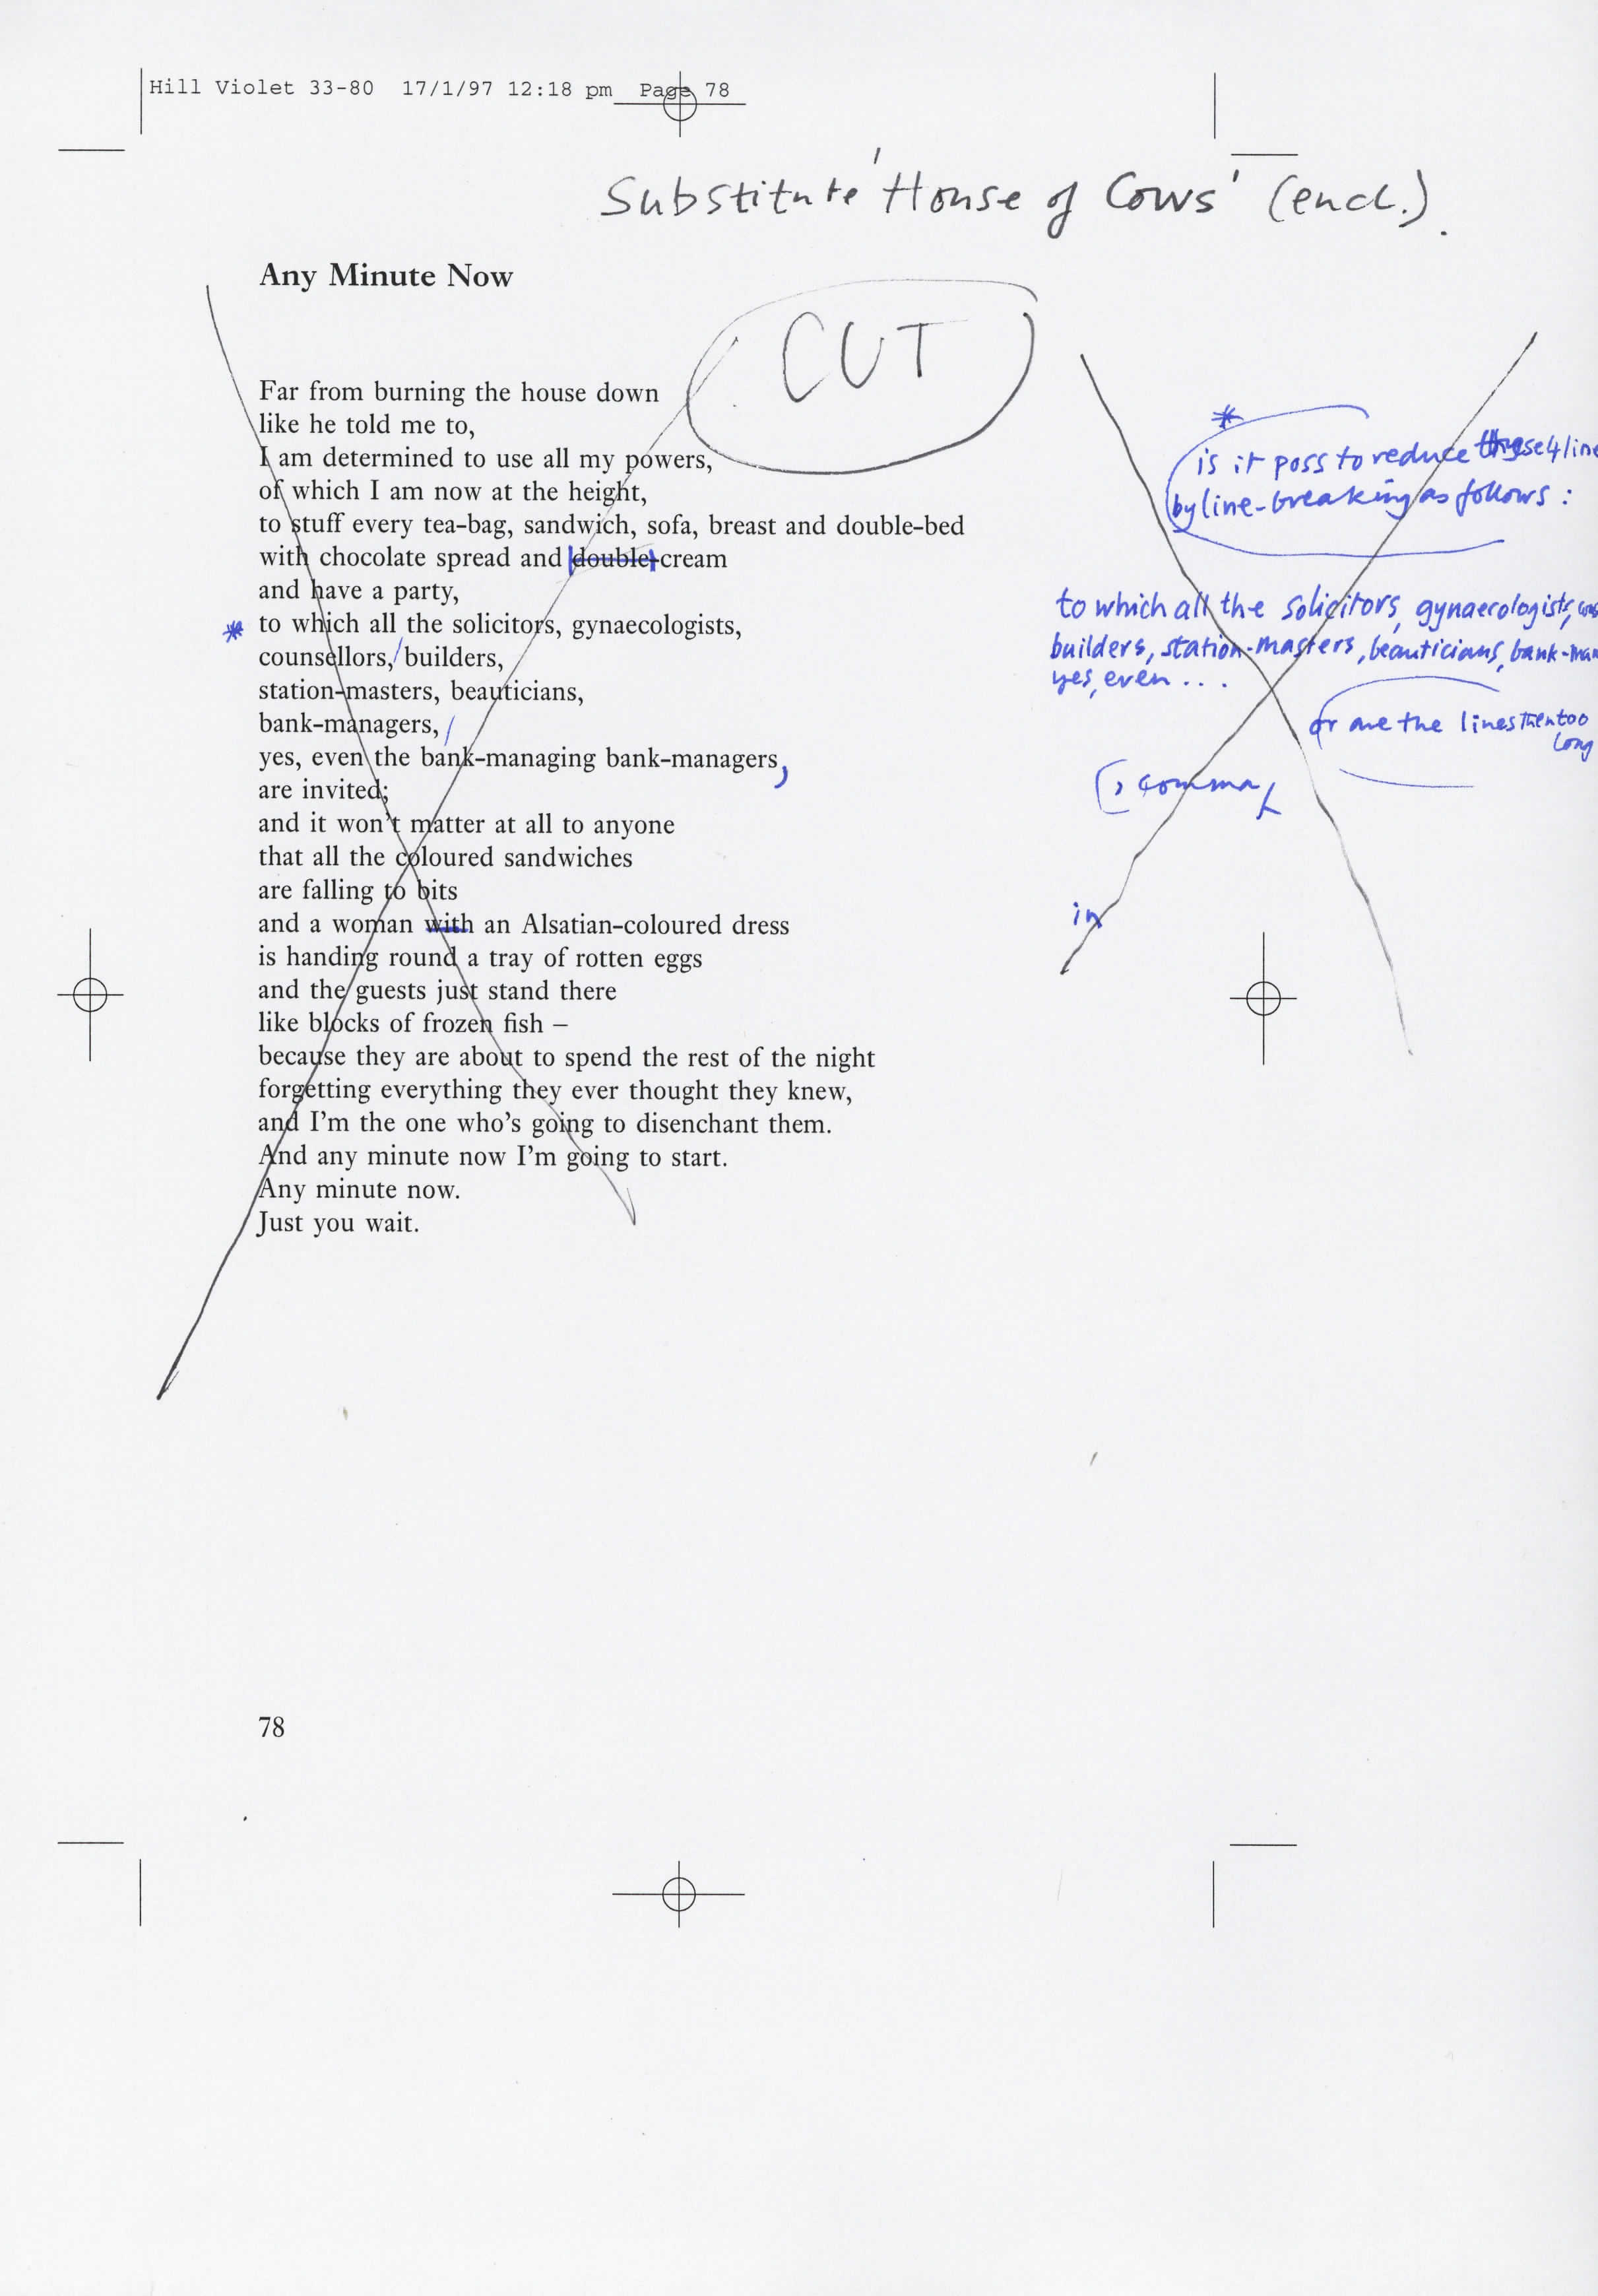 Hill Violet 33-80 17/1/97 12:18 pm Page 78
Substitute 'House of Cows' (encl.).
Any Minute Now
CUT
Far from burning the house down
like he told me to,
I am determined to use all my powers,
of which I am now at the height,
to stuff every tea-bag, sandwich, sofa, breast and double-bed
with chocolate spread and double-cream
and have a party,
* to which all the solicitors, gynaecologists,
counsellors,/builders,
station-masters, beauticians,
bank-managers,/
yes, even the bank-managing bank-managers,
are invited;
and it won't matter at all to anyone
that all the coloured sandwiches
are falling to bits
and a woman with an Alsatian-coloured dress
is handing round a tray of rotten eggs
and the guests just stand there
like blocks of frozen fish –
because they are about to spend the rest of the night
forgetting everything they ever thought they knew,
and I'm the one who's going to disenchant them.
And any minute now I'm going to start.
Any minute now.
Just you wait.
*
is it poss to reduce these 4 line
by line-breaking as follows:
to which all the solicitors, gynaecologists,
builders, station-masters, beauticians, bank-man
yes, even...
or are the lines then too
long
(, comma
in
78